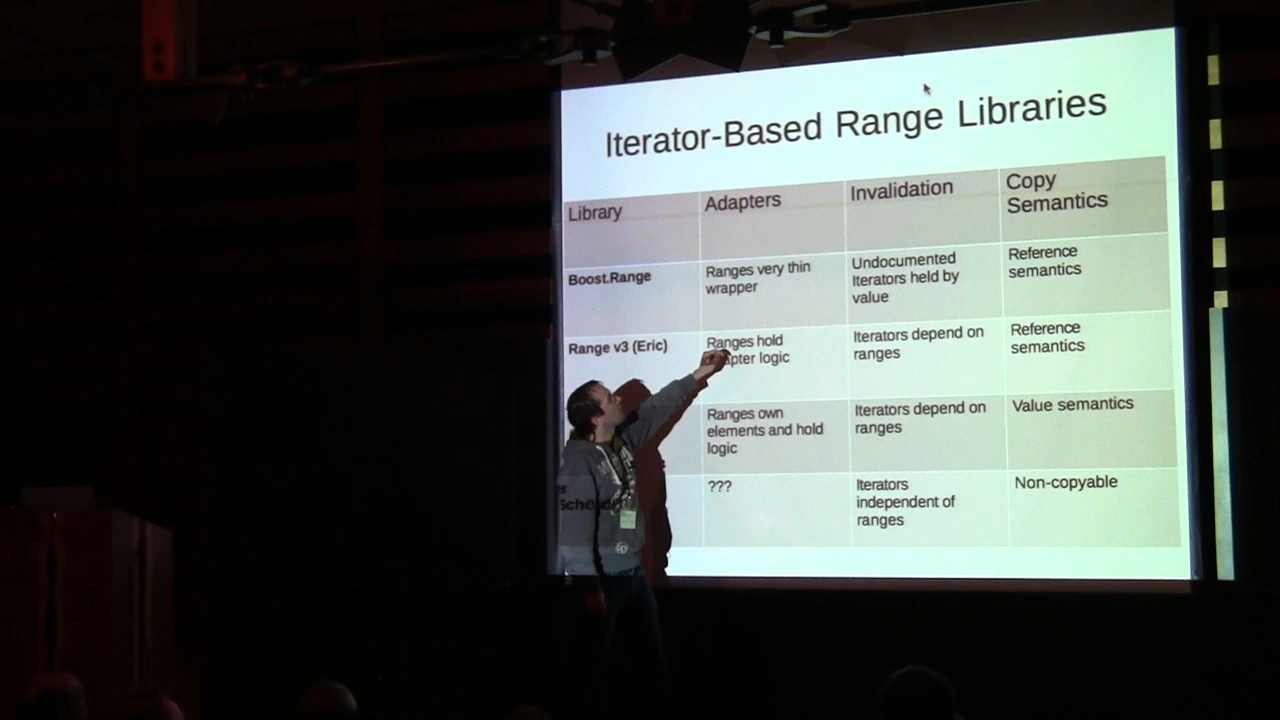 Iterator-Based Range Libraries
Library
Adapters
Invalidation
Copy
Semantics
Boost.Range
Ranges very thin
wrapper
Undocumented
Iterators held by
value
Reference
semantics
Range v3 (Eric)
Ranges hold
logic
Iterators depend on
ranges
Reference
semantics
Ranges own
elements and hold
logic
Iterators depend on
ranges
Value semantics
???
Iterators
independent of
ranges
Non-copyable